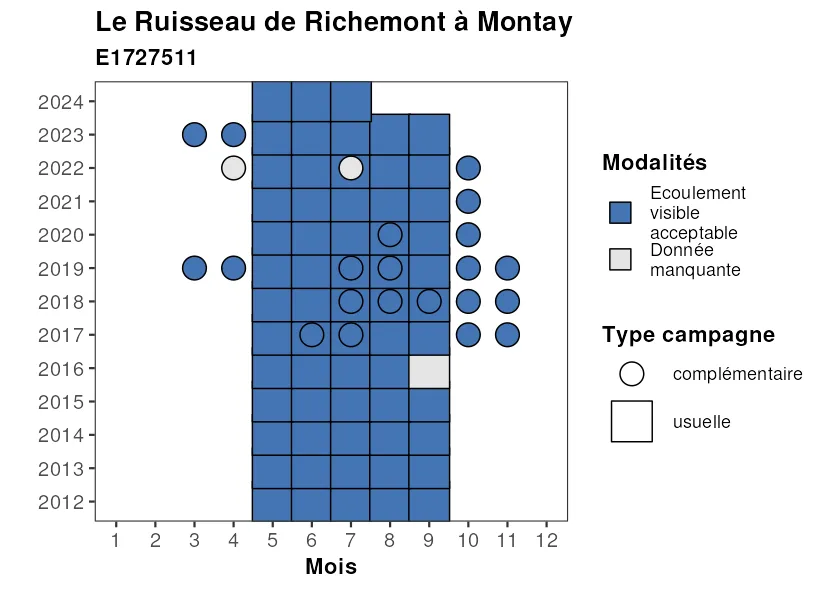 Le Ruisseau de Richemont à Montay
E1727511
2024
2023
2022
2021
2020
2019
2018
2017
2016
2015
2014
2013
2012
1 2 3 4 5 6 7 8 9 10 11 12
Mois
Modalités
Ecoulement
visible
acceptable
Donnée
manquante
Type campagne
complémentaire
usuelle